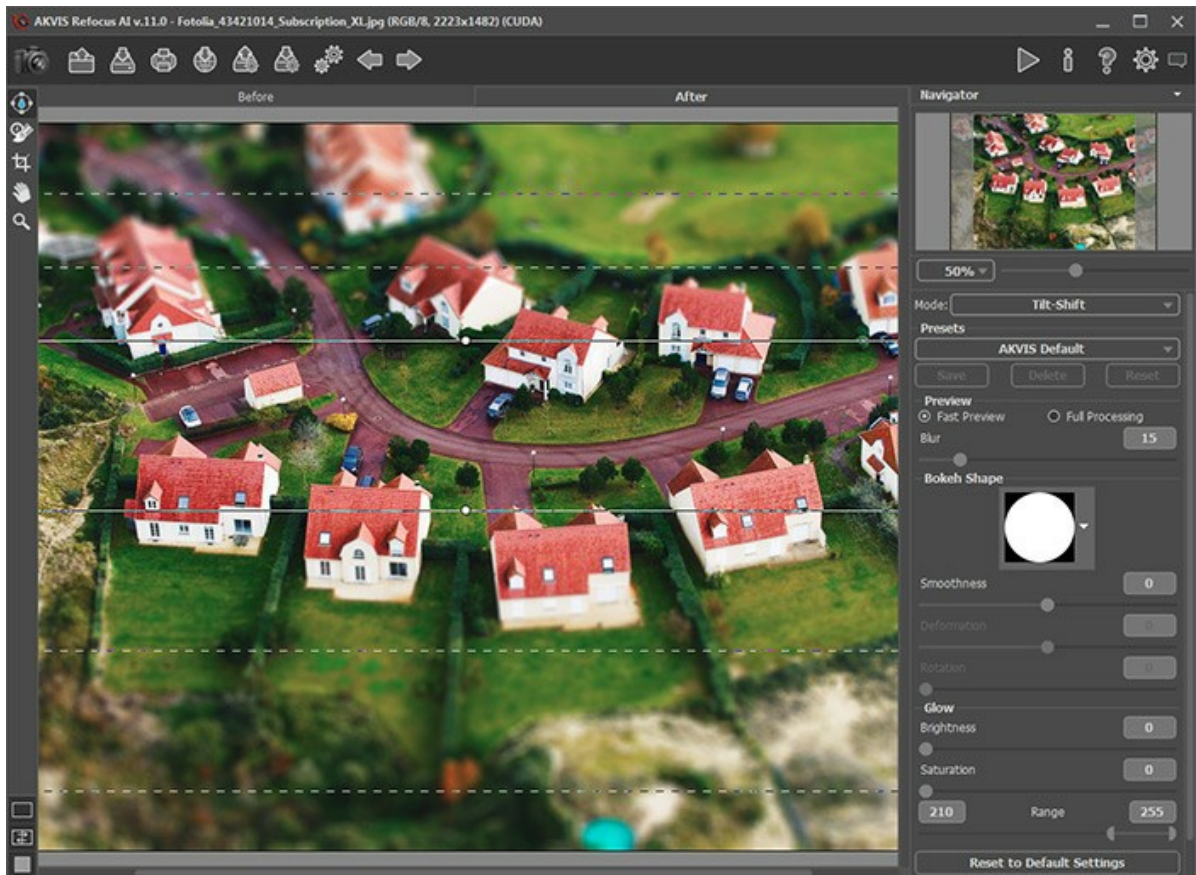 AKVIS Refocus AI v.11.0 - Fotolia_43421014_Subscription_XL.jpg (RGB/8, 2223x1482) (CUDA)
Before
After
Navigator
50%
Mode: Tilt-Shift
Presets
AKVIS Default
Save Delete Reset
Preview
Fast Preview Full Processing
Blur 15
Bokeh Shape
Smoothness 0
Deformation 0
Rotation 0
Glow
Brightness 0
Saturation 0
210 Range 255
Reset to Default Settings